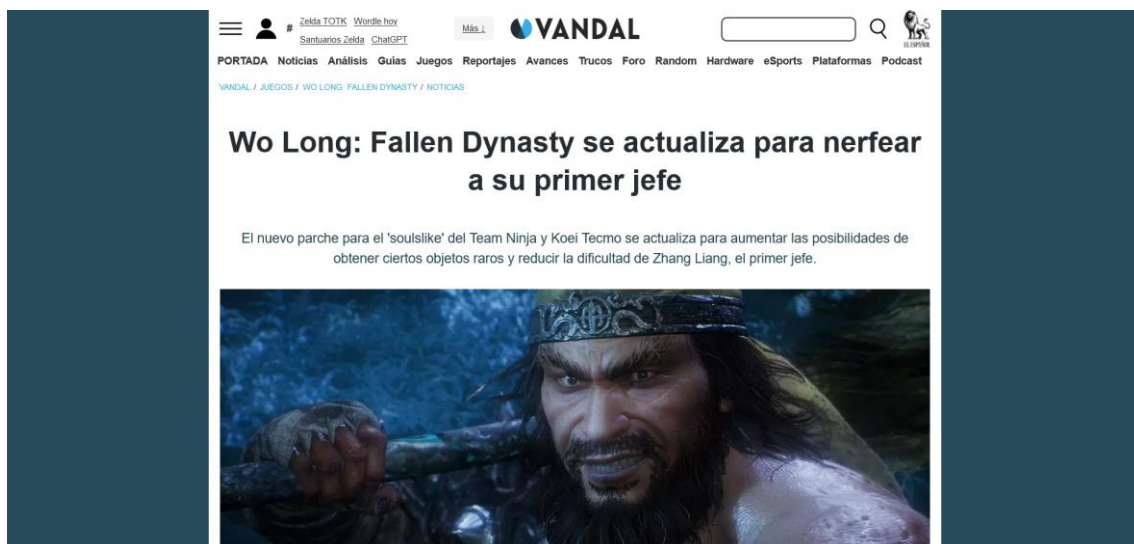 # Zelda TOTK Wordle hoy
Santuarios Zelda ChatGPT
Más ↓
VANDAL
EL ESPAÑOL
PORTADA Noticias Análisis Guías Juegos Reportajes Avances Trucos Foro Random Hardware eSports Plataformas Podcast
VANDAL / JUEGOS / WO LONG: FALLEN DYNASTY / NOTICIAS
Wo Long: Fallen Dynasty se actualiza para nerfear
a su primer jefe
El nuevo parche para el 'soulslike' del Team Ninja y Koei Tecmo se actualiza para aumentar las posibilidades de
obtener ciertos objetos raros y reducir la dificultad de Zhang Liang, el primer jefe.